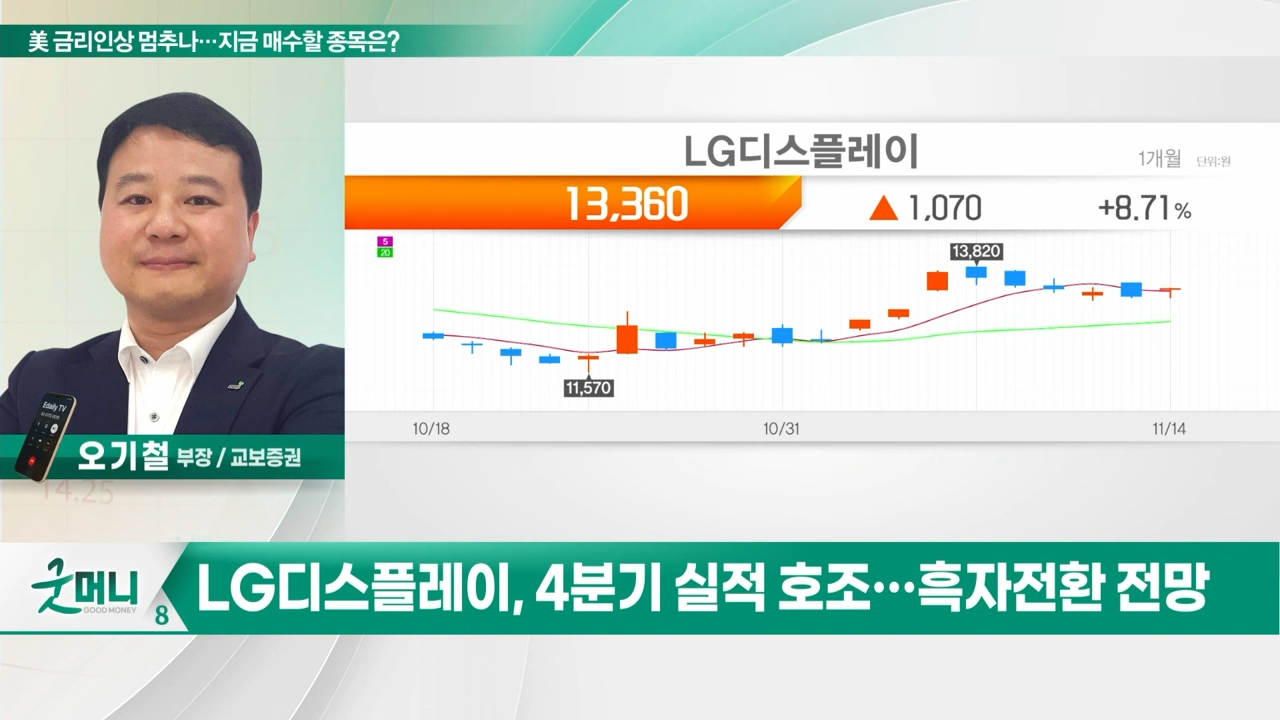 美 금리인상 멈추나…지금 매수할 종목은?
LG디스플레이
1개월 단위:원
13,360 ▲ 1,070 +8.71%
5
20
13,820
11,570
10/18 10/31 11/14
Edaily TV
오기철 부장 / 교보증권
14.25
굿머니
GOOD MONEY
8
LG디스플레이, 4분기 실적 호조…흑자전환 전망